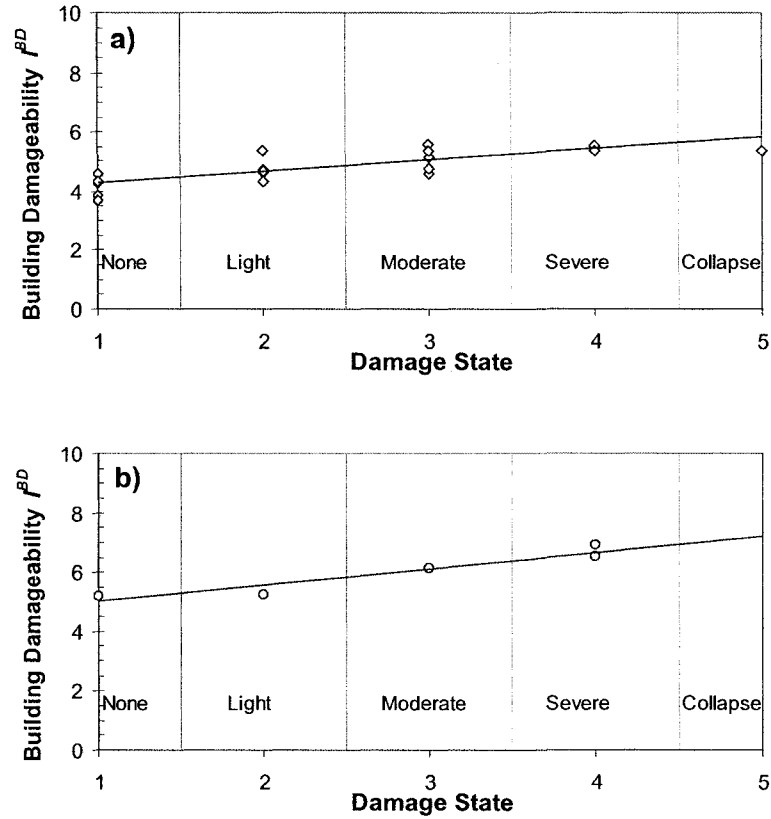 a)
Building Damageability I^BD
10
8
6
4
2
0
None Light Moderate Severe Collapse
1 2 3 4 5
Damage State
b)
Building Damageability I^BD
10
8
6
4
2
0
None Light Moderate Severe Collapse
1 2 3 4 5
Damage State